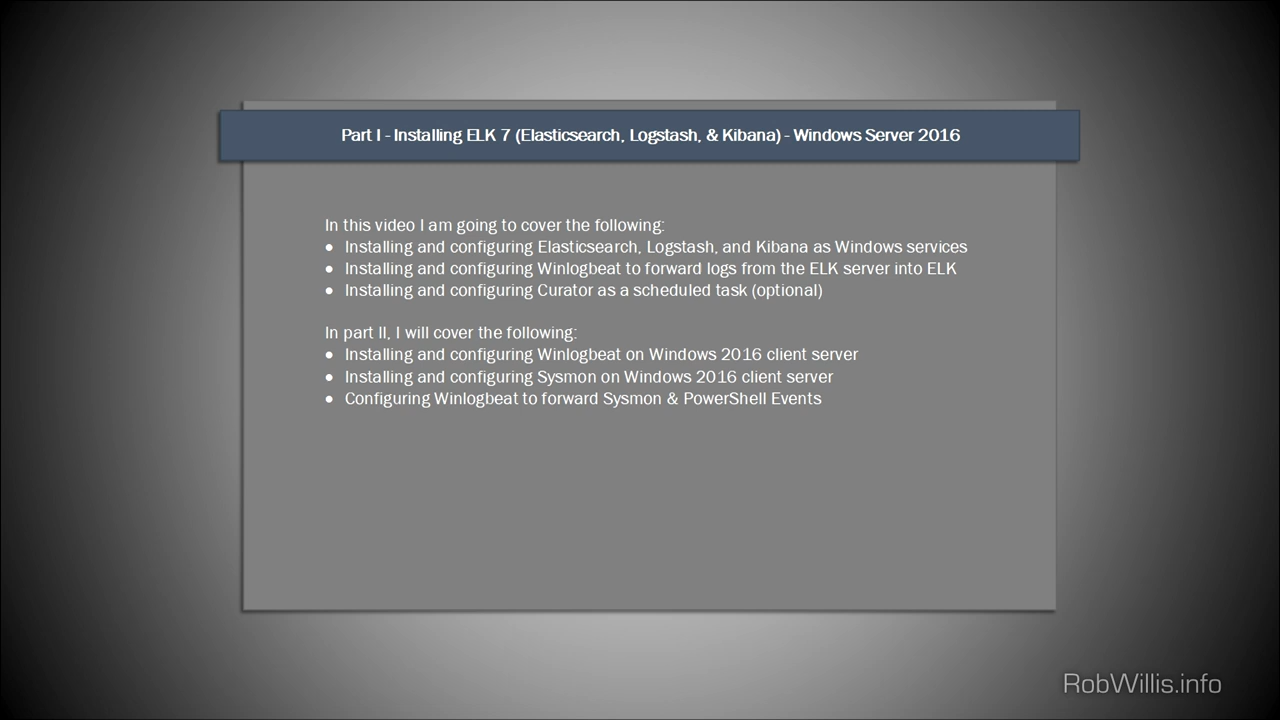 Part I - Installing ELK 7 (Elasticsearch, Logstash, & Kibana) - Windows Server 2016
In this video I am going to cover the following:
• Installing and configuring Elasticsearch, Logstash, and Kibana as Windows services
• Installing and configuring Winlogbeat to forward logs from the ELK server into ELK
• Installing and configuring Curator as a scheduled task (optional)
In part II, I will cover the following:
• Installing and configuring Winlogbeat on Windows 2016 client server
• Installing and configuring Sysmon on Windows 2016 client server
• Configuring Winlogbeat to forward Sysmon & PowerShell Events
RobWillis.info